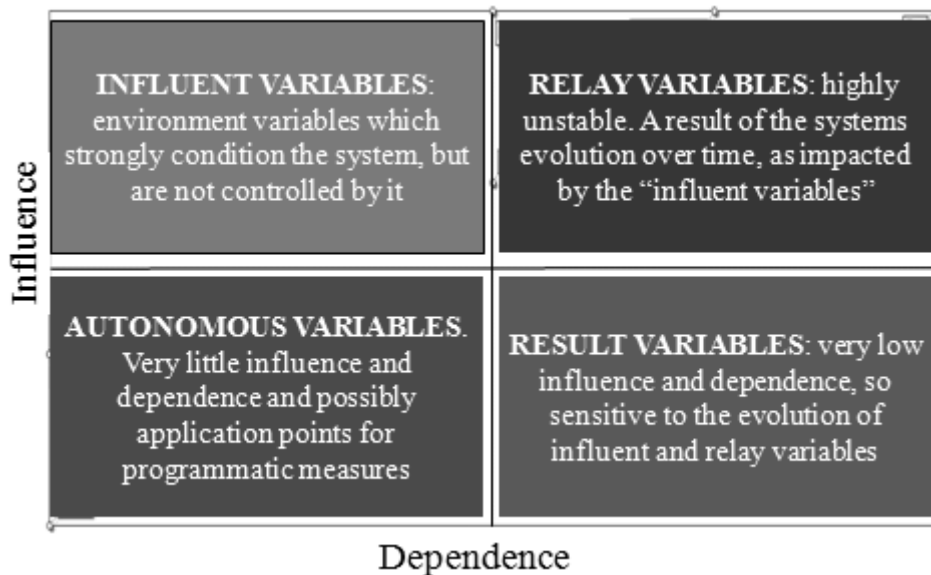 INFLUENT VARIABLES:
environment variables which
strongly condition the system, but
are not controlled by it
RELAY VARIABLES: highly
unstable. A result of the systems
evolution over time, as impacted
by the “influent variables”
Influence
AUTONOMOUS VARIABLES.
Very little influence and
dependence and possibly
application points for
programmatic measures
RESULT VARIABLES: very low
influence and dependence, so
sensitive to the evolution of
influent and relay variables
Dependence